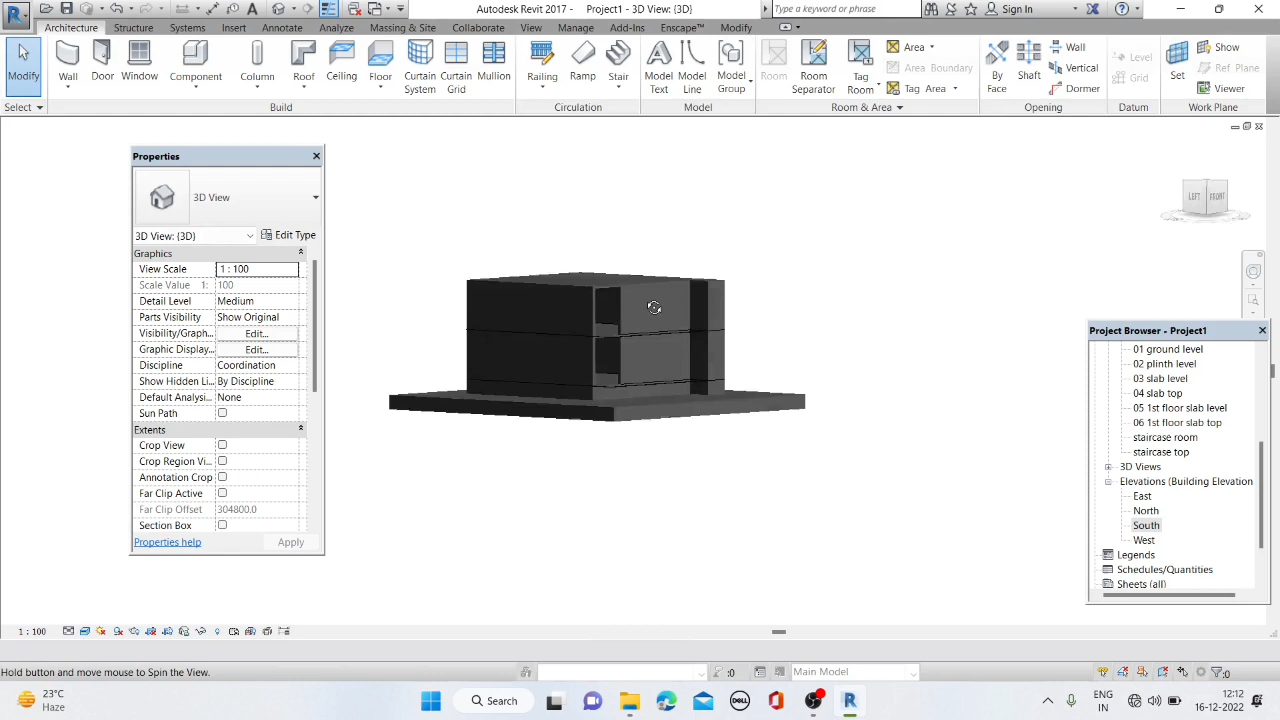 Autodesk Revit 2017 - Project1 - 3D View: {3D}
Type a keyword or phrase
Sign In
Architecture Structure Systems Insert Annotate Analyze Massing & Site Collaborate View Manage Add-Ins Escape™ Modify
Modify
Wall
Door
Window
Component
Column
Roof
Ceiling
Floor
Curtain System
Curtain Grid
Mullion
Railing
Ramp
Stair
Model Text
Model Line
Model Group
Room
Room Separator
Tag Room
Area
Area Boundary
Tag Area
By Face
Shaft
Wall
Vertical
Dormer
Level
Grid
Set
Show
Ref Plane
Viewer
Select Build Circulation Model Room & Area Opening Datum Work Plane
Properties
3D View
3D View: {3D} Edit Type
Graphics
View Scale 1 : 100
Scale Value 1: 100
Detail Level Medium
Parts Visibility Show Original
Visibility/Graph... Edit...
Graphic Display... Edit...
Discipline Coordination
Show Hidden Li... By Discipline
Default Analysi... None
Sun Path
Extents
Crop View
Crop Region Vi...
Annotation Crop
Far Clip Active
Far Clip Offset 304800.0
Section Box
Properties help Apply
LEFT FRONT
Project Browser - Project1
01 ground level
02 plinth level
03 slab level
04 slab top
05 1st floor slab level
06 1st floor slab top
staircase room
staircase top
3D Views
Elevations (Building Elevation
East
North
South
West
Legends
Schedules/Quantities
Sheets (all)
1 : 100
Hold button and move mouse to Spin the View.
:0
Main Model
:0
23°C
Haze
Search
DELL
ENG
IN
12:12
16-12-2022